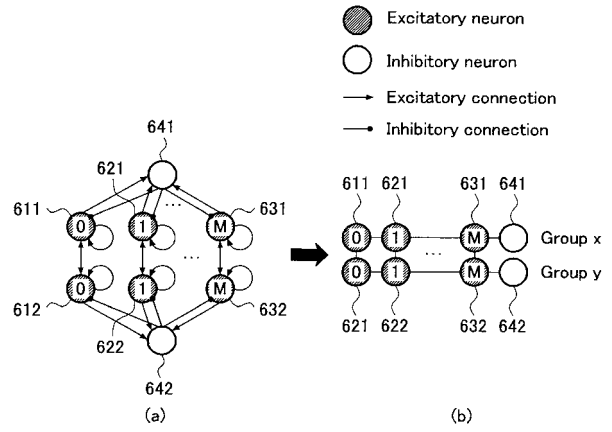 Excitatory neuron
Inhibitory neuron
Excitatory connection
Inhibitory connection
641
621
611
631
0 1 ... M
...
0 1 M
612
622
632
642
(a)
611 621 631 641
0 1 M Group x
...
0 1 M Group y
621 622 632 642
(b)